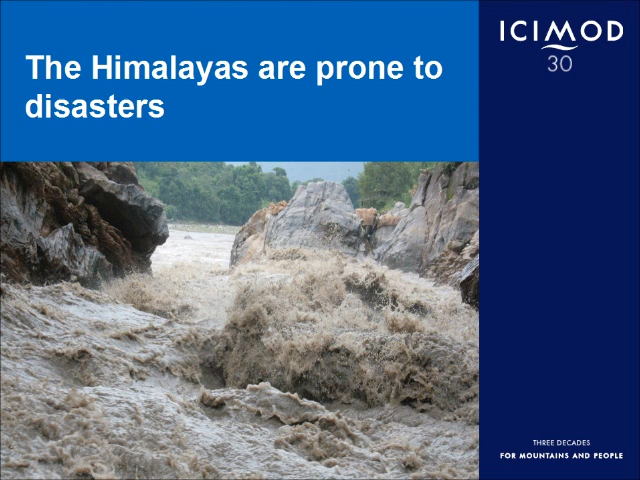 The Himalayas are prone to
disasters
ICIMOD
30
THREE DECADES
FOR MOUNTAINS AND PEOPLE